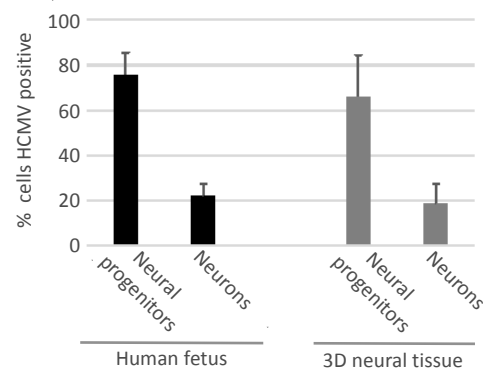 % cells HCMV positive
100
80
60
40
20
0
Neural
progenitors
Neurons
Neural
progenitors
Neurons
Human fetus
3D neural tissue